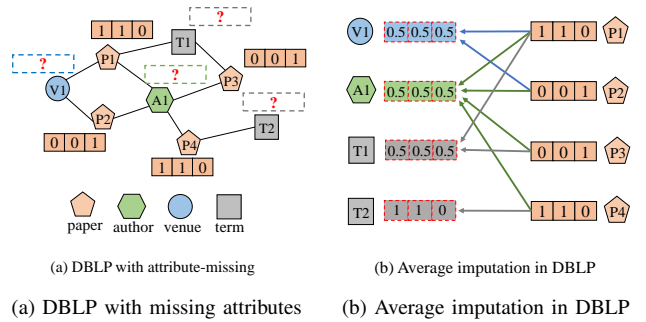 ?
T1
1 1 0
P1
?
?
?
P3
0 0 1
V1
A1
?
P2
T2
P4
0 0 1
1 1 0
paper author venue term
(a) DBLP with attribute-missing
(a) DBLP with missing attributes
V1 0.5 0.5 0.5 1 1 0 P1
A1 0.5 0.5 0.5 0 0 1 P2
T1 0.5 0.5 0.5 0 0 1 P3
T2 1 1 0 1 1 0 P4
(b) Average imputation in DBLP
(b) Average imputation in DBLP